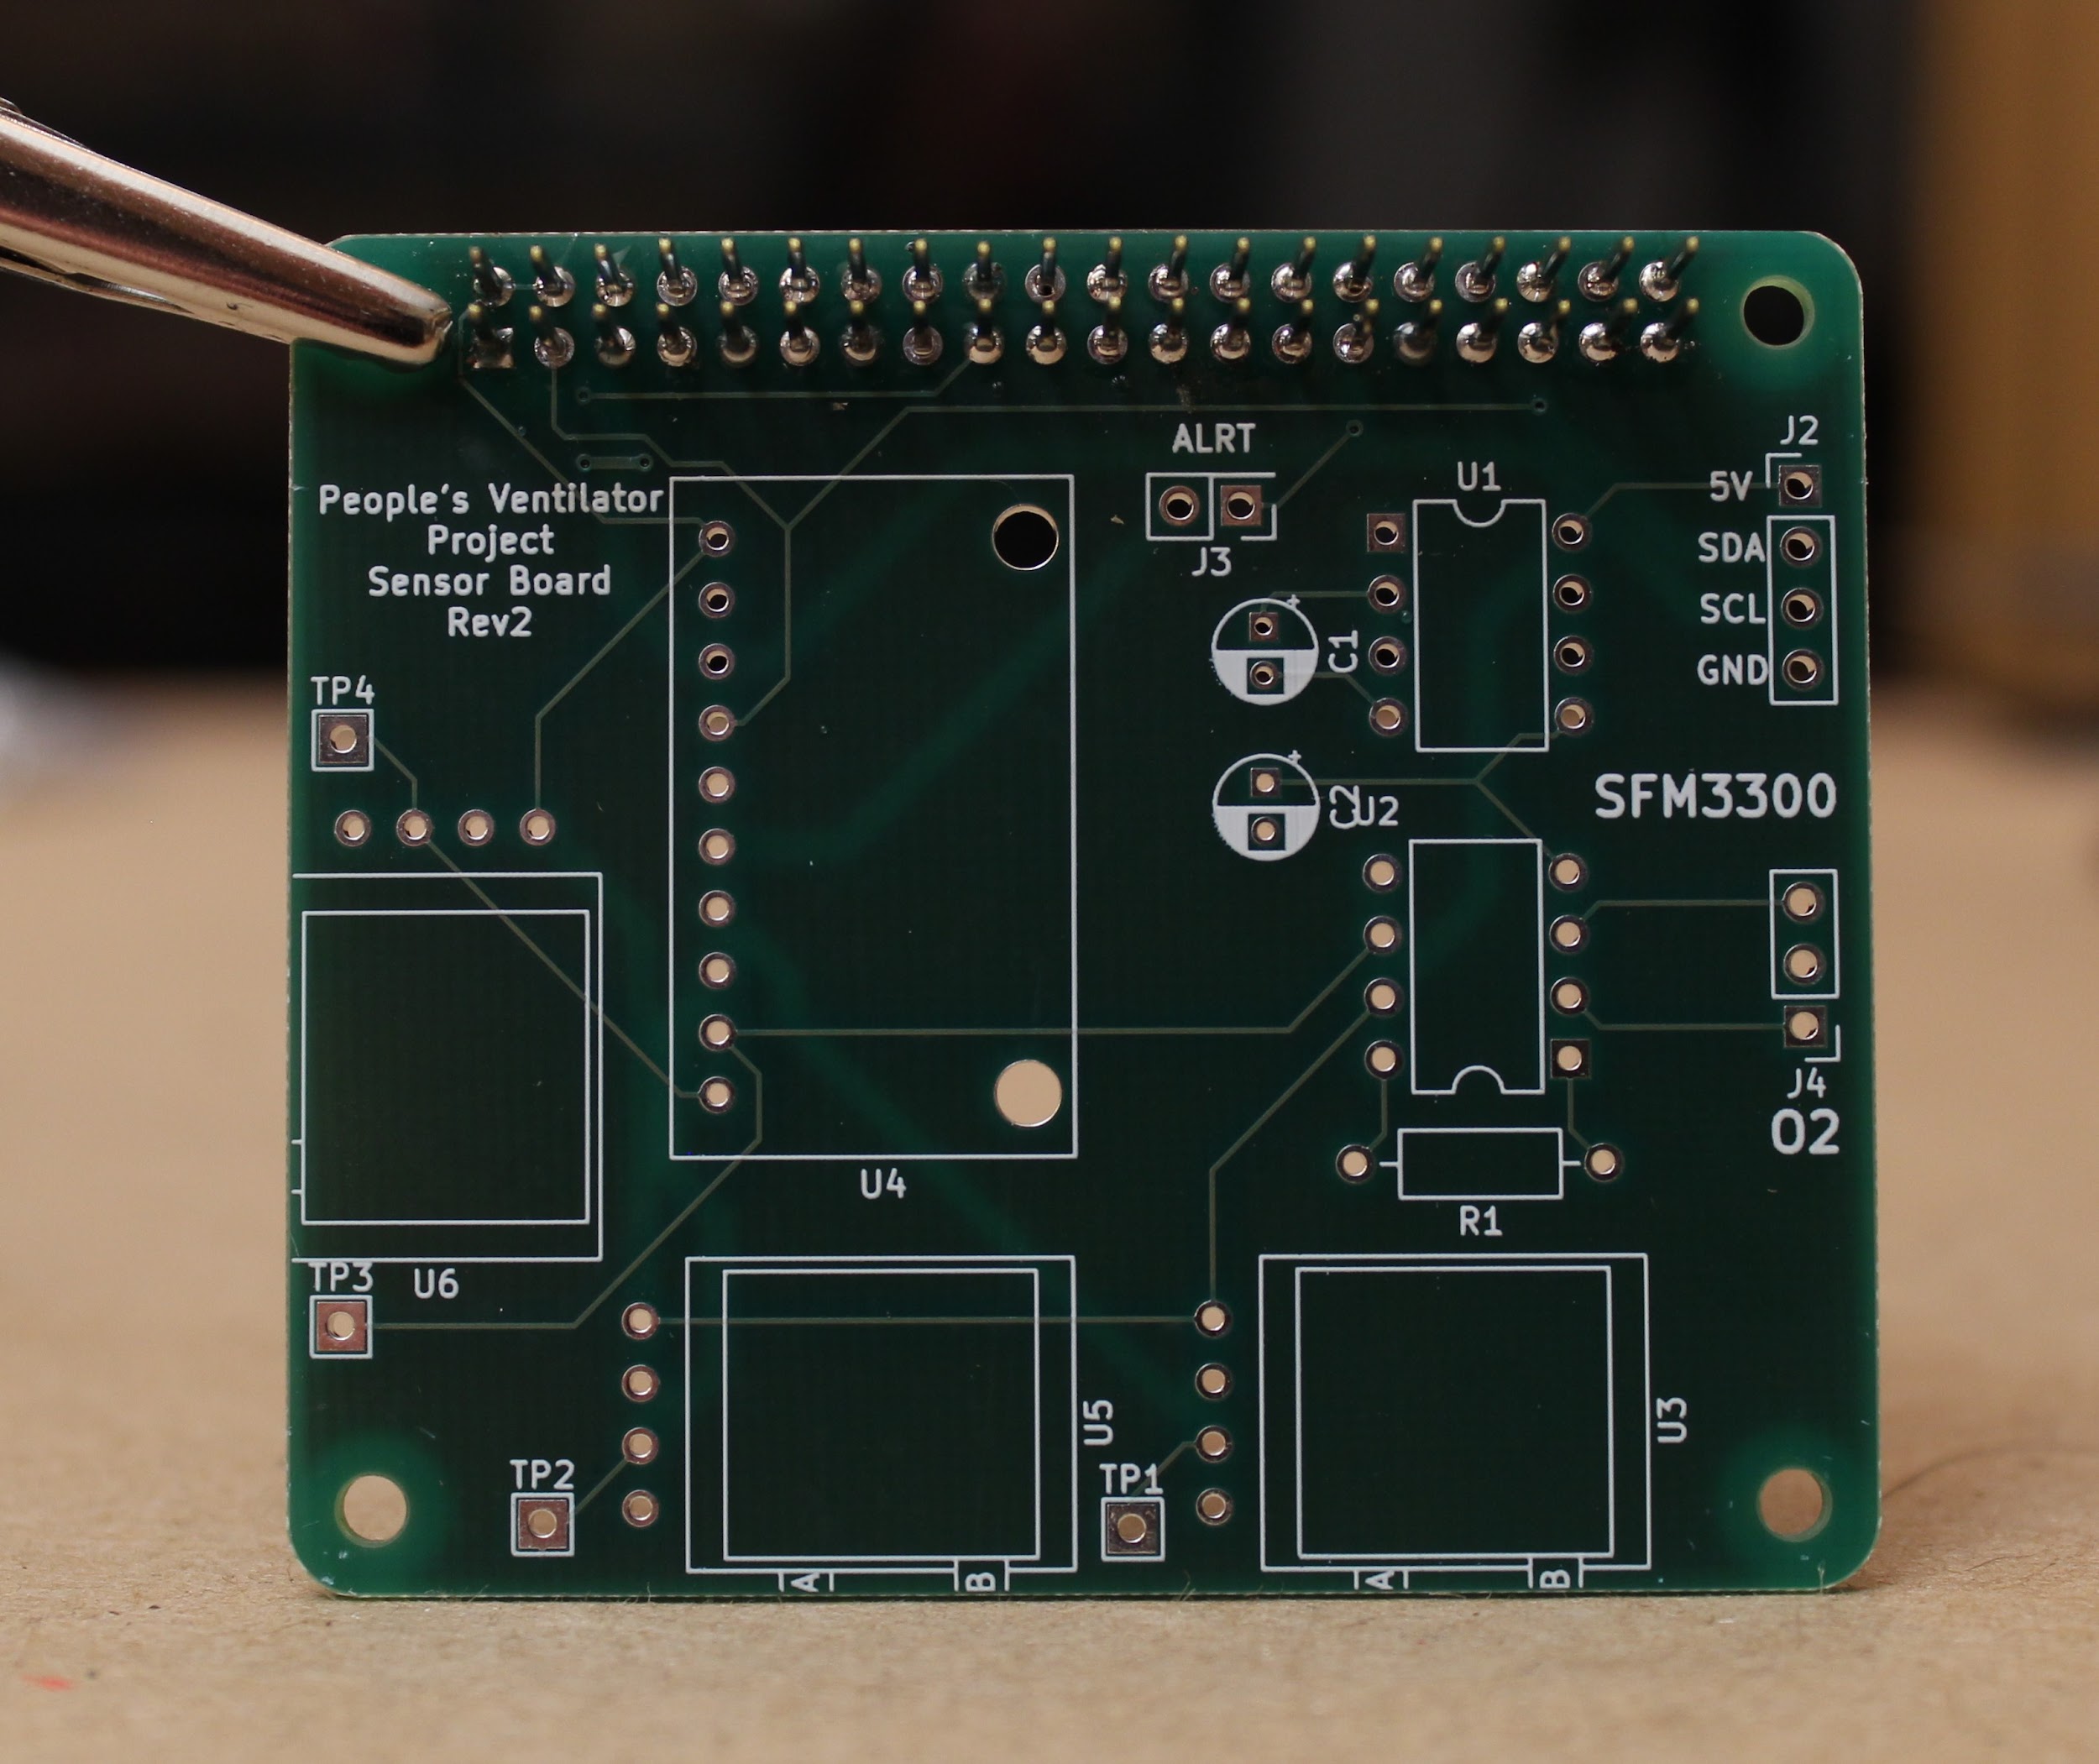 ALRT
J3
U1
J2
5V
SDA
SCL
GND
People's Ventilator
Project
Sensor Board
Rev2
TP4
C1
C2
U2
SFM3300
J4
O2
U4
R1
TP3
U6
U5
U3
TP2
TP1
A
B
A
B